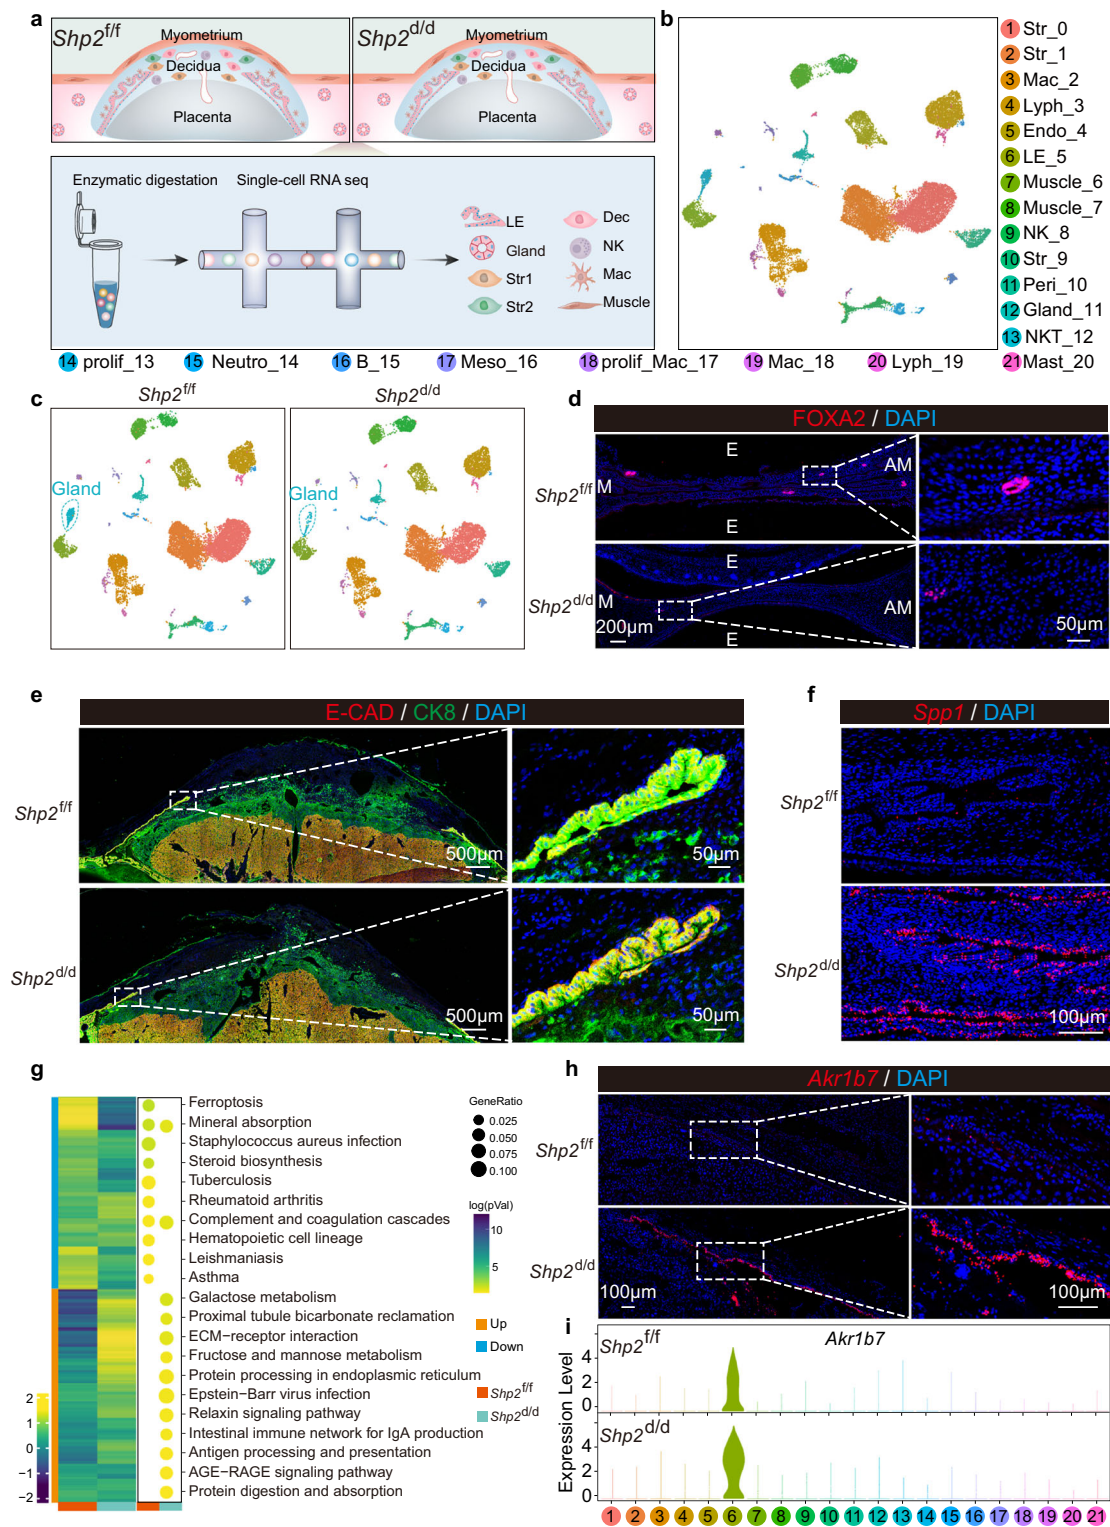 a
Shp2f/f
Myometrium
Decidua
Placenta
Shp2d/d
Myometrium
Decidua
Placenta
Enzymatic digestation
Single-cell RNA seq
LE
Gland
Str1
Str2
Dec
NK
Mac
Muscle
b
1 Str_0
2 Str_1
3 Mac_2
4 Lyph_3
5 Endo_4
6 LE_5
7 Muscle_6
8 Muscle_7
9 NK_8
10 Str_9
11 Peri_10
12 Gland_11
13 NKT_12
14 prolif_13
15 Neutro_14
16 B_15
17 Meso_16
18 prolif_Mac_17
19 Mac_18
20 Lyph_19
21 Mast_20
c
Shp2f/f
Shp2d/d
Gland
Gland
d
FOXA2 / DAPI
Shp2f/f
E
M
AM
E
Shp2d/d
E
M
AM
200μm
E
50μm
e
E-CAD / CK8 / DAPI
Shp2f/f
500μm
50μm
Shp2d/d
500μm
50μm
f
Spp1 / DAPI
Shp2f/f
Shp2d/d
100μm
g
Ferroptosis
Mineral absorption
Staphylococcus aureus infection
Steroid biosynthesis
Tuberculosis
Rheumatoid arthritis
Complement and coagulation cascades
Hematopoietic cell lineage
Leishmaniasis
Asthma
Galactose metabolism
Proximal tubule bicarbonate reclamation
ECM−receptor interaction
Fructose and mannose metabolism
Protein processing in endoplasmic reticulum
Epstein−Barr virus infection
Relaxin signaling pathway
Intestinal immune network for IgA production
Antigen processing and presentation
AGE−RAGE signaling pathway
Protein digestion and absorption
2
1
0
−1
−2
GeneRatio
0.025
0.050
0.075
0.100
log(pVal)
10
5
Up
Down
Shp2f/f
Shp2d/d
h
Akr1b7 / DAPI
Shp2f/f
Shp2d/d
100μm
100μm
i
Shp2f/f
Akr1b7
4
2
0
Shp2d/d
4
2
0
Expression Level
1 2 3 4 5 6 7 8 9 10 11 12 13 14 15 16 17 18 19 20 21